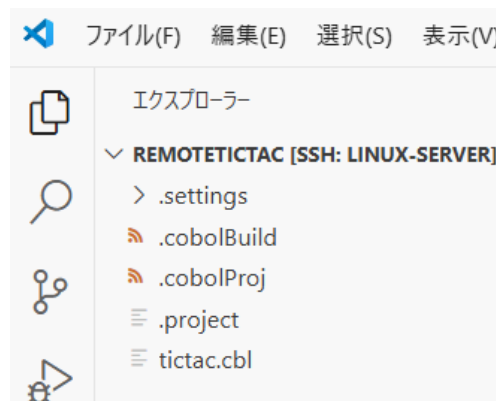 ファイル(F) 編集(E) 選択(S) 表示(V)
エクスプローラー
REMOTETICTAC [SSH: LINUX-SERVER]
.settings
.cobolBuild
.cobolProj
.project
tictac.cbl